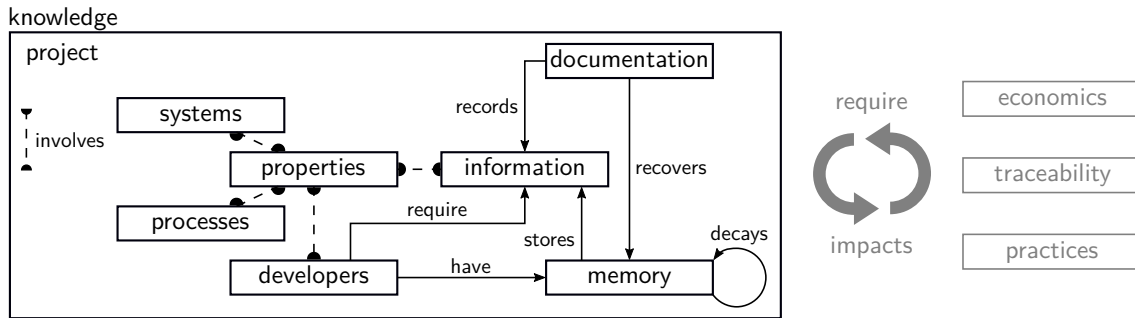 knowledge
project
documentation
systems
records
economics
require
involves
properties
information
recovers
traceability
processes
require
stores
decays
impacts
practices
developers
have
memory